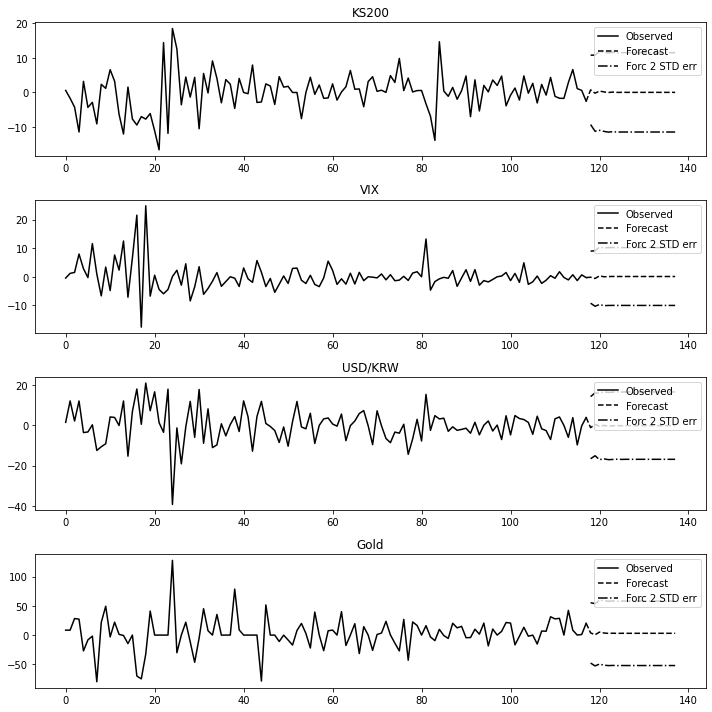 KS200
20
10
0
−10
Observed
Forecast
Forc 2 STD err
0 20 40 60 80 100 120 140
VIX
20
10
0
−10
Observed
Forecast
Forc 2 STD err
0 20 40 60 80 100 120 140
USD/KRW
20
0
−20
−40
Observed
Forecast
Forc 2 STD err
0 20 40 60 80 100 120 140
Gold
100
50
0
−50
Observed
Forecast
Forc 2 STD err
0 20 40 60 80 100 120 140